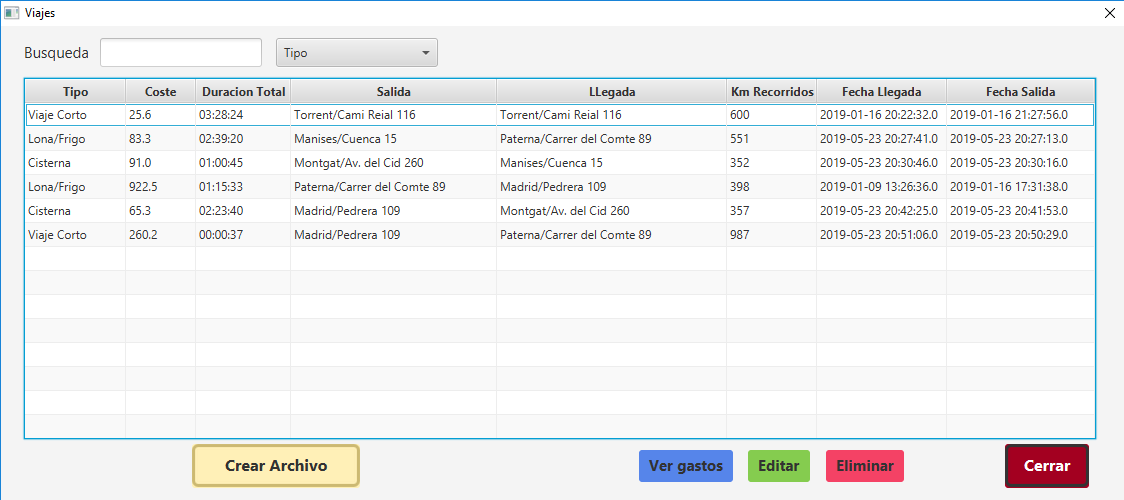 Viajes
Busqueda Tipo
Tipo Coste Duracion Total Salida LLegada Km Recorridos Fecha Llegada Fecha Salida
Viaje Corto 25.6 03:28:24 Torrent/Cami Reial 116 Torrent/Cami Reial 116 600 2019-01-16 20:22:32.0 2019-01-16 21:27:56.0
Lona/Frigo 83.3 02:39:20 Manises/Cuenca 15 Paterna/Carrer del Comte 89 551 2019-05-23 20:27:41.0 2019-05-23 20:27:13.0
Cisterna 91.0 01:00:45 Montgat/Av. del Cid 260 Manises/Cuenca 15 352 2019-05-23 20:30:46.0 2019-05-23 20:30:16.0
Lona/Frigo 922.5 01:15:33 Paterna/Carrer del Comte 89 Madrid/Pedrera 109 398 2019-01-09 13:26:36.0 2019-01-16 17:31:38.0
Cisterna 65.3 02:23:40 Madrid/Pedrera 109 Montgat/Av. del Cid 260 357 2019-05-23 20:42:25.0 2019-05-23 20:41:53.0
Viaje Corto 260.2 00:00:37 Madrid/Pedrera 109 Paterna/Carrer del Comte 89 987 2019-05-23 20:51:06.0 2019-05-23 20:50:29.0
Crear Archivo Ver gastos Editar Eliminar Cerrar